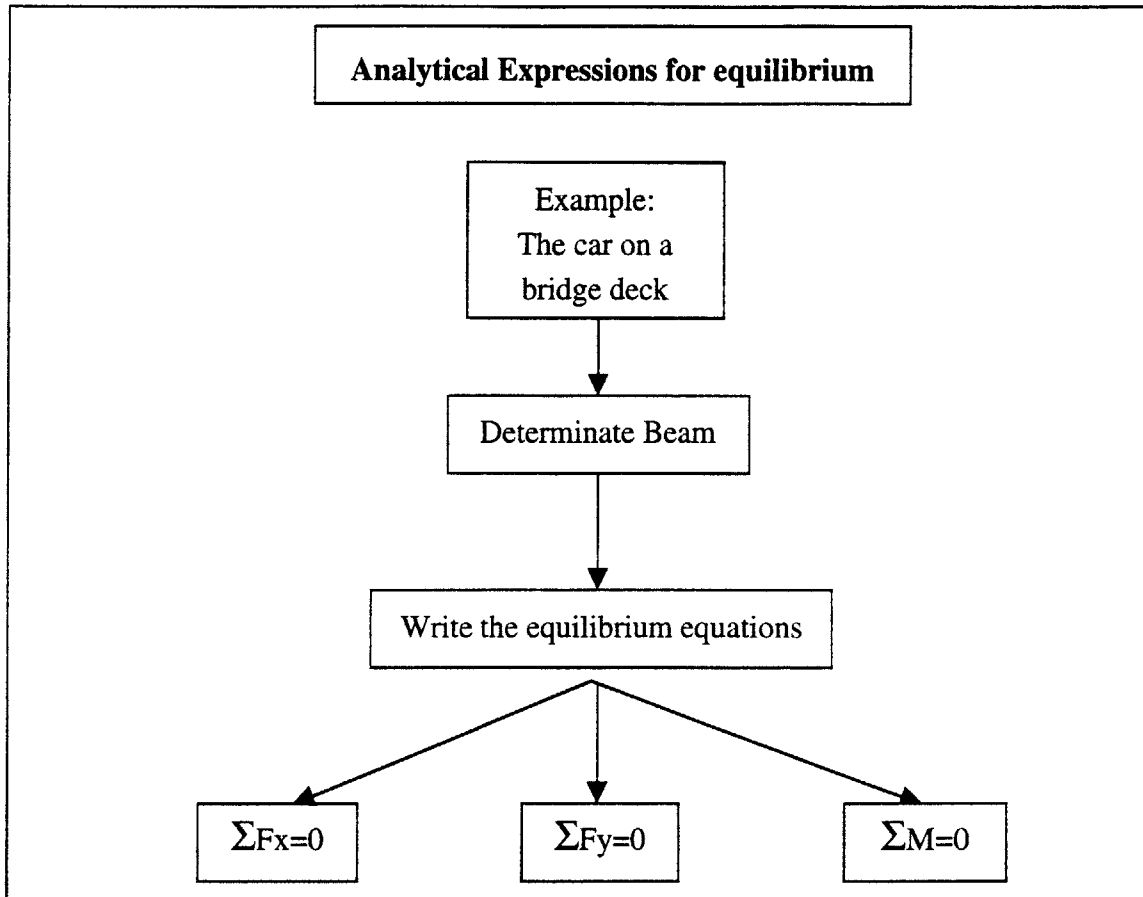 Analytical Expressions for equilibrium
Example:
The car on a
bridge deck
Determinate Beam
Write the equilibrium equations
ΣFx=0
ΣFy=0
ΣM=0